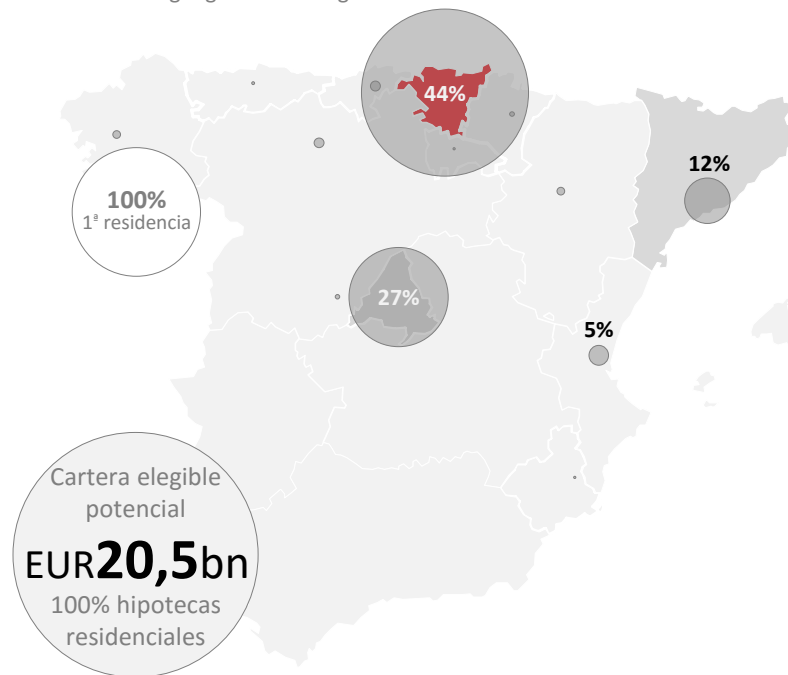 44%
12%
100%
1ª residencia
27%
5%
Cartera elegible
potencial
EUR20,5bn
100% hipotecas
residenciales